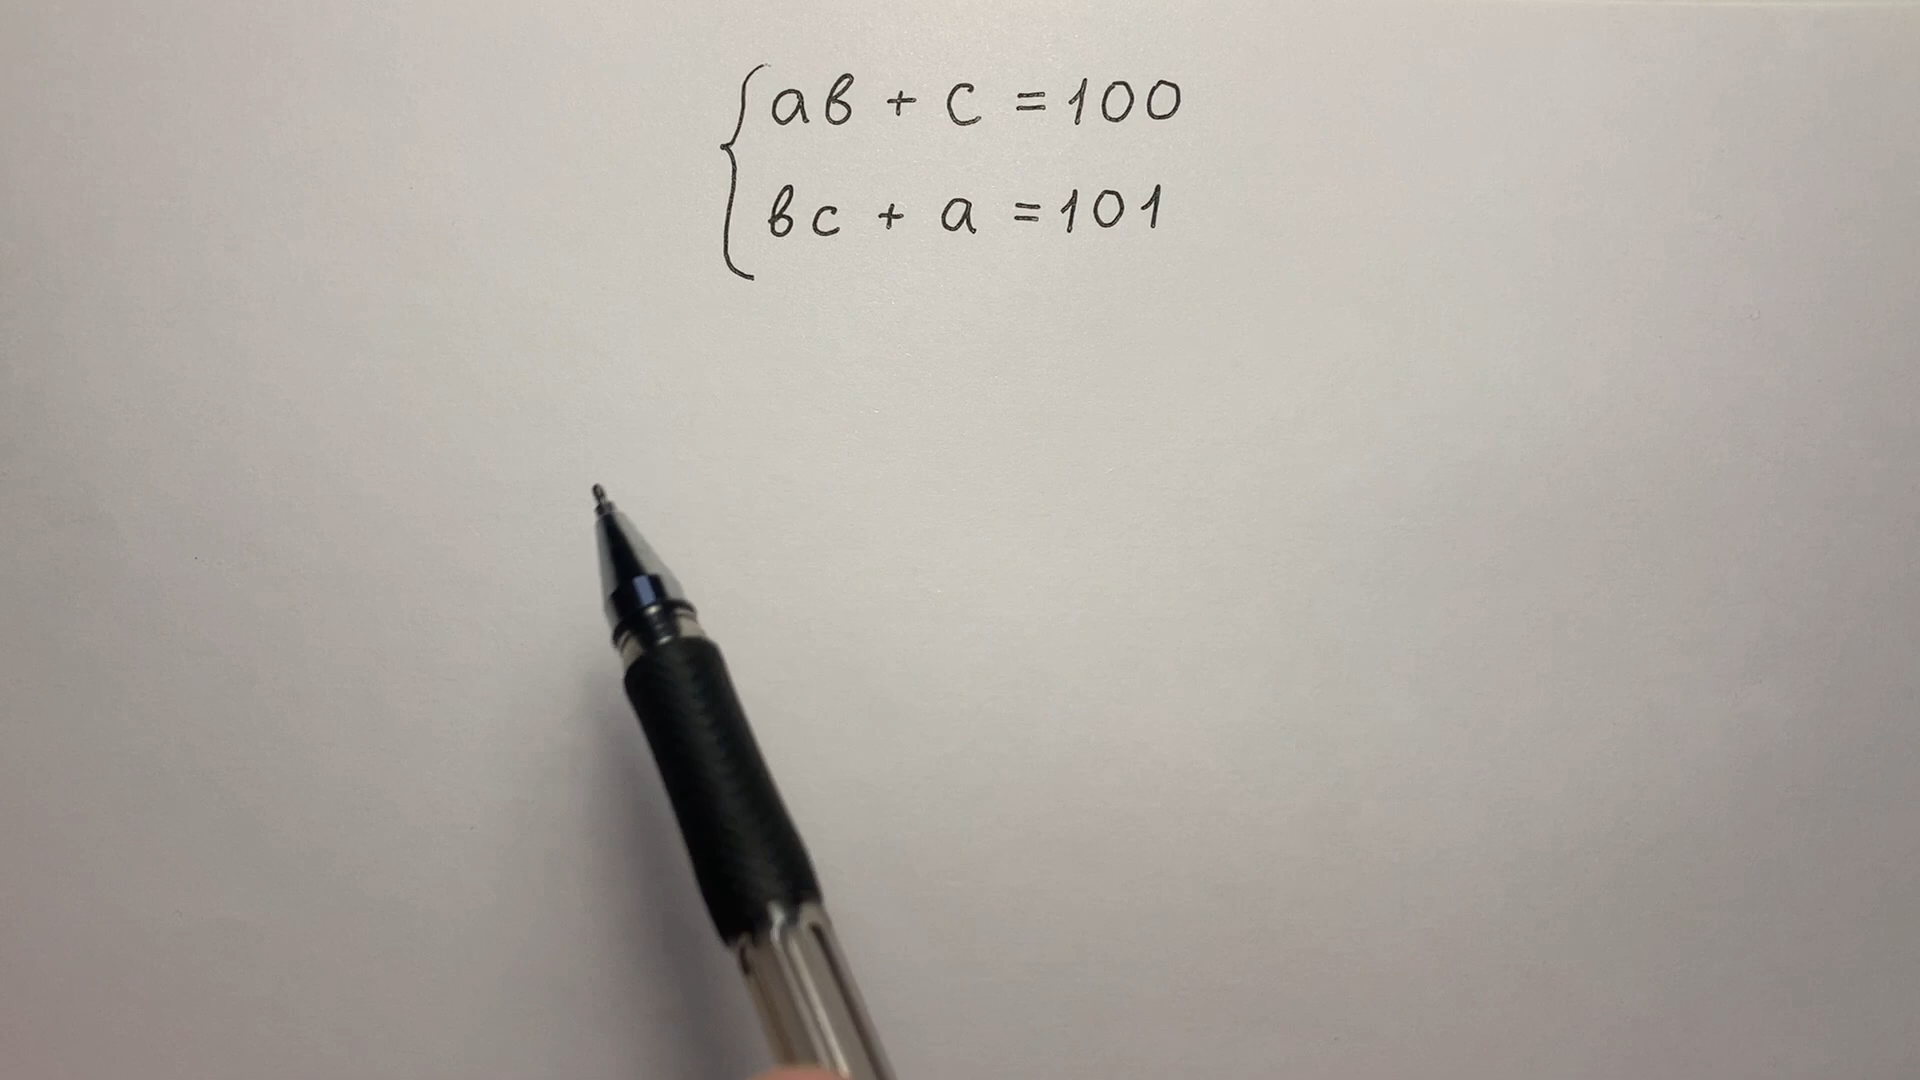 ab + c = 100
bc + a = 101